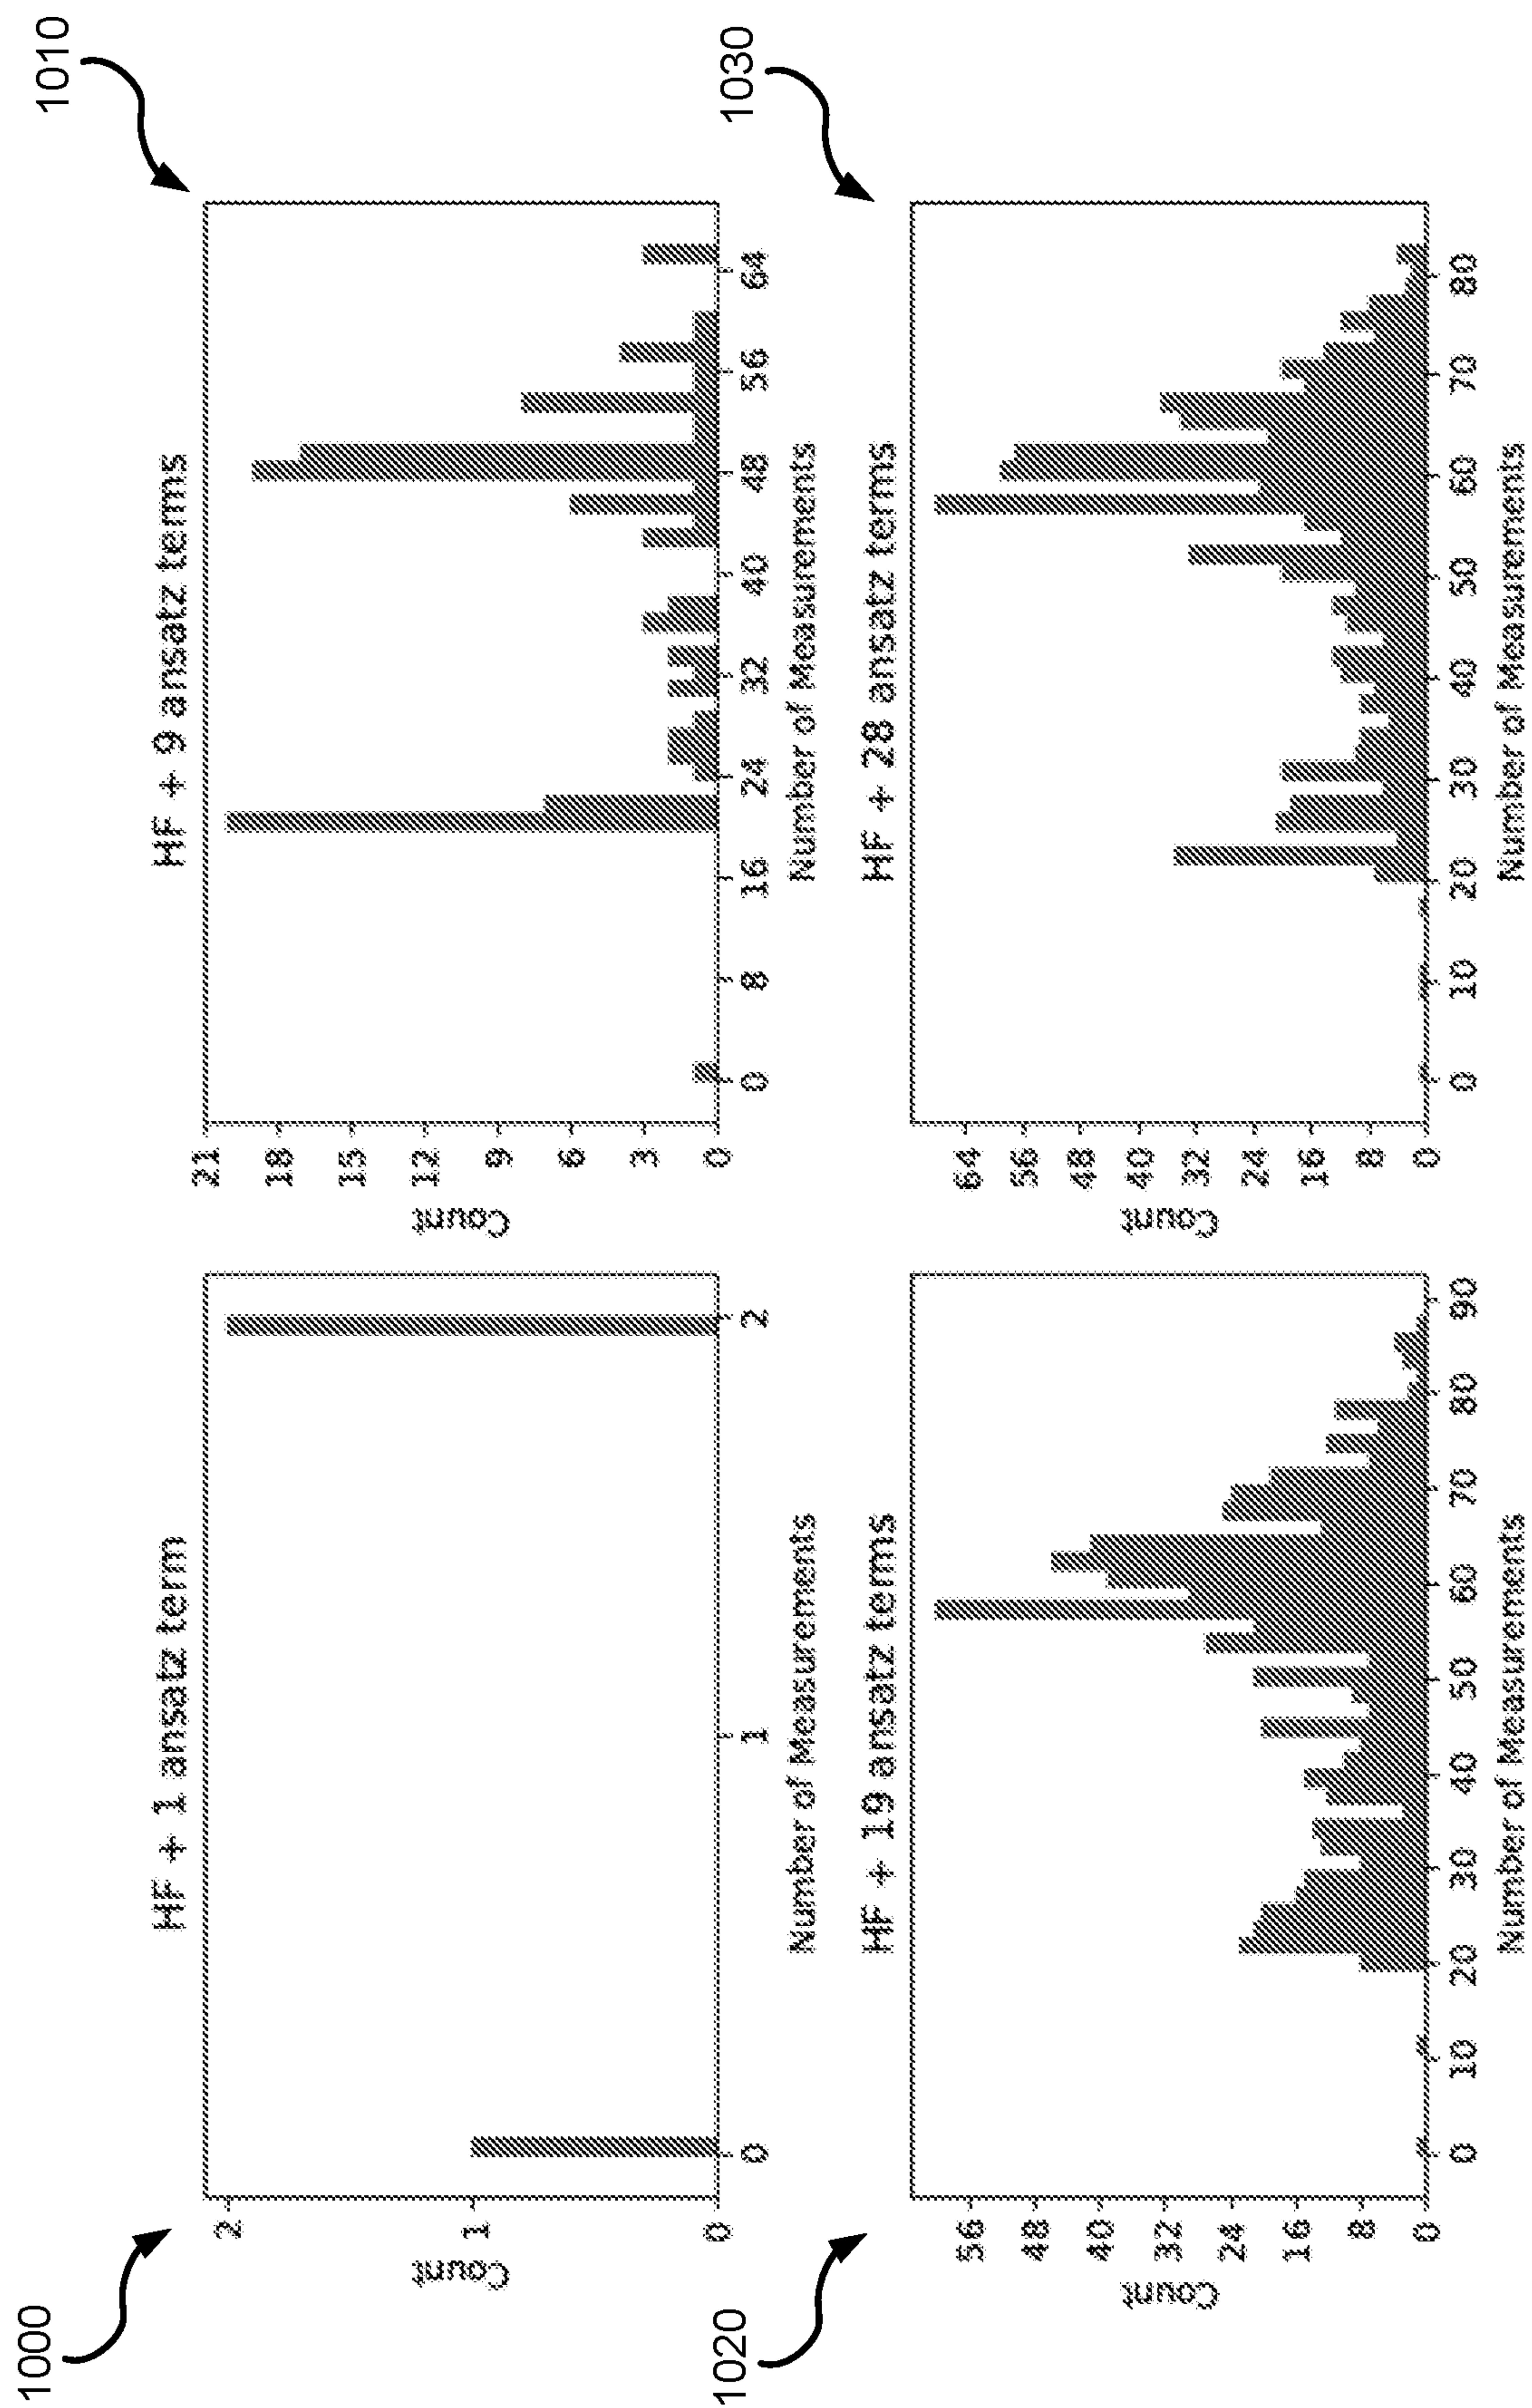 1000
HF + 1 ansatz term
Count
2
1
0
0 1 2
Number of Measurements
1010
HF + 9 ansatz terms
Count
21
18
15
12
9
6
3
0
0 8 16 24 32 40 48 56 64
Number of Measurements
1020
HF + 19 ansatz terms
Count
56
48
40
32
24
16
8
0
0 10 20 30 40 50 60 70 80 90
Number of Measurements
1030
HF + 28 ansatz terms
Count
64
56
48
40
32
24
16
8
0
0 10 20 30 40 50 60 70 80
Number of Measurements